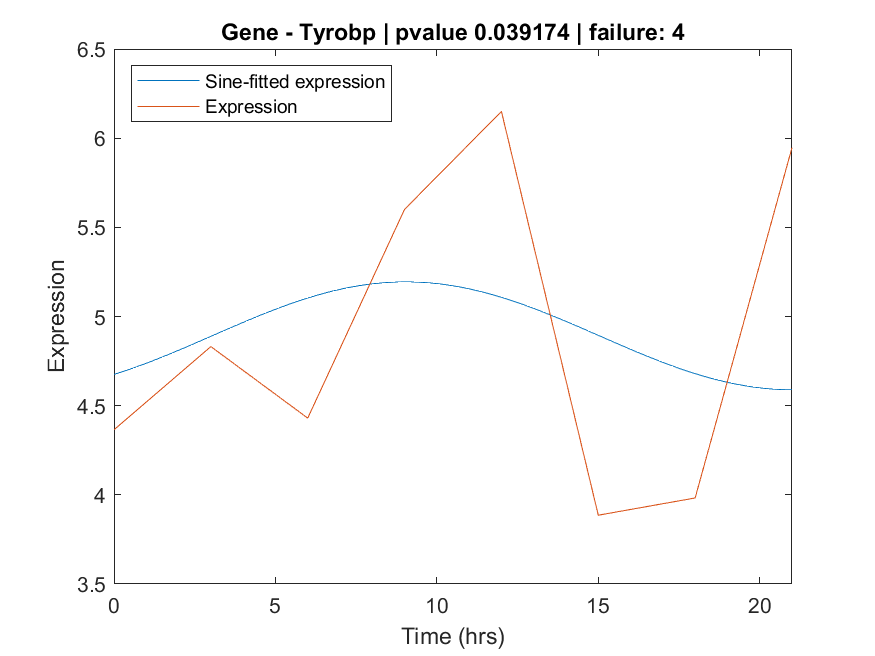 Gene - Tyrobp | pvalue 0.039174 | failure: 4
6.5
6
5.5
5
4.5
4
3.5
Expression
Sine-fitted expression
Expression
0 5 10 15 20
Time (hrs)